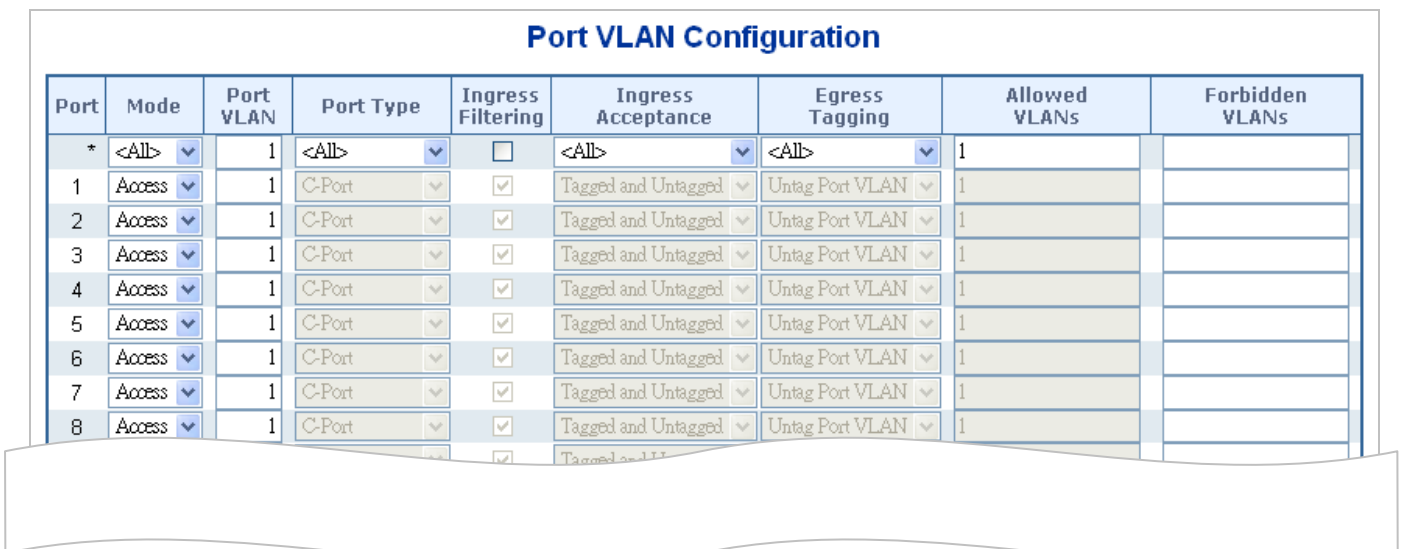 Port VLAN Configuration
Port Mode Port VLAN Port Type Ingress Filtering Ingress Acceptance Egress Tagging Allowed VLANs Forbidden VLANs
* <All> 1 <All> <All> <All> 1
1 Access 1 C-Port Tagged and Untagged Untag Port VLAN 1
2 Access 1 C-Port Tagged and Untagged Untag Port VLAN 1
3 Access 1 C-Port Tagged and Untagged Untag Port VLAN 1
4 Access 1 C-Port Tagged and Untagged Untag Port VLAN 1
5 Access 1 C-Port Tagged and Untagged Untag Port VLAN 1
6 Access 1 C-Port Tagged and Untagged Untag Port VLAN 1
7 Access 1 C-Port Tagged and Untagged Untag Port VLAN 1
8 Access 1 C-Port Tagged and Untagged Untag Port VLAN 1
Tagged and